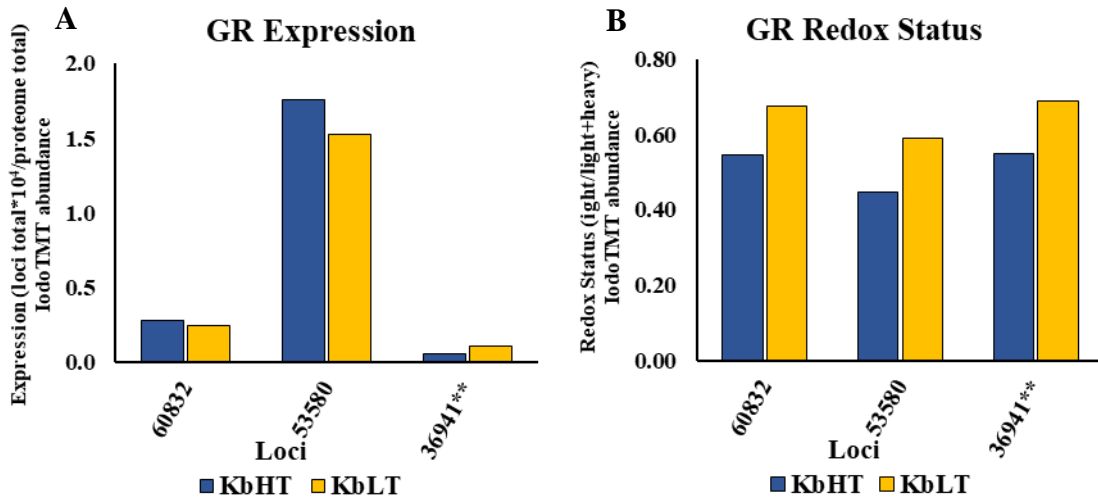 A
GR Expression
Expression (loci total*10⁴/proteome total)
IodoTMT abundance
2.0
1.5
1.0
0.5
0.0
60832
53580
36941**
Loci
KbHT
KbLT
B
GR Redox Status
Redox Status (ight/light+heavy)
IodoTMT abundance
0.80
0.60
0.40
0.20
0.00
60832
53580
36941**
Loci
KbHT
KbLT